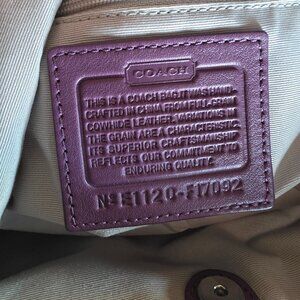 COACH
THIS IS A COACH BAG. IT WAS HAND-
CRAFTED IN CHINA FROM FULL GRAIN
COWHIDE LEATHER. VARIATIONS IN
THE GRAIN ARE A CHARACTERISTIC.
ITS SUPERIOR CRAFTSMANSHIP
REFLECTS OUR COMMITMENT TO
ENDURING QUALITY.
Nº E1120-F17092